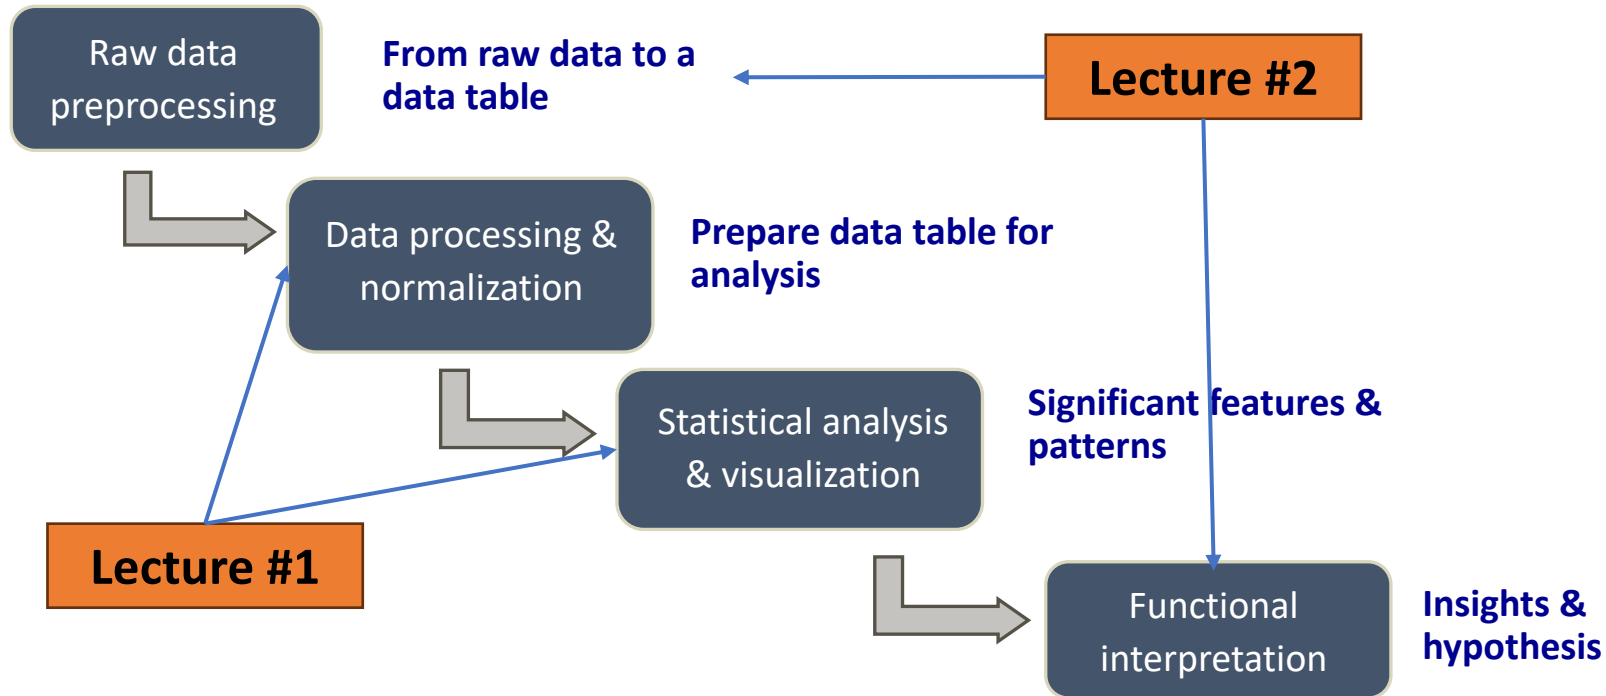 Raw data
preprocessing
From raw data to a
data table
Lecture #2
Data processing &
normalization
Prepare data table for
analysis
Statistical analysis
& visualization
Significant features &
patterns
Lecture #1
Functional
interpretation
Insights &
hypothesis